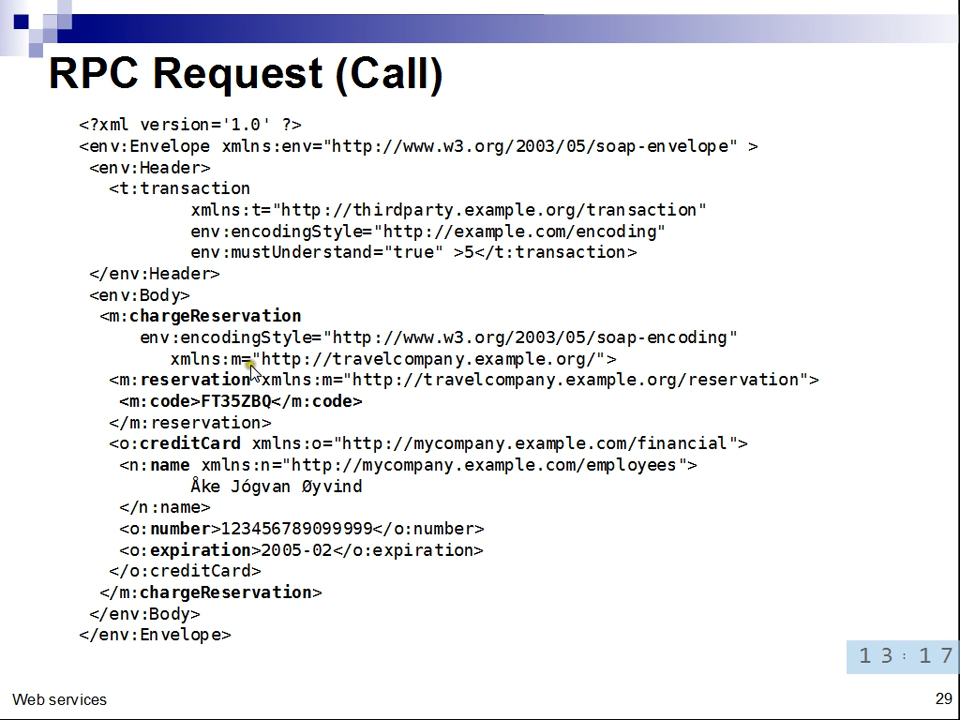 RPC Request (Call)
<?xml version='1.0' ?>
<env:Envelope xmlns:env="http://www.w3.org/2003/05/soap-envelope" >
<env:Header>
<t:transaction
xmlns:t="http://thirdparty.example.org/transaction"
env:encodingStyle="http://example.com/encoding"
env:mustUnderstand="true" >5</t:transaction>
</env:Header>
<env:Body>
<m:chargeReservation
env:encodingStyle="http://www.w3.org/2003/05/soap-encoding"
xmlns:m="http://travelcompany.example.org/">
<m:reservation xmlns:m="http://travelcompany.example.org/reservation">
<m:code>FT35ZBQ</m:code>
</m:reservation>
<o:creditCard xmlns:o="http://mycompany.example.com/financial">
<n:name xmlns:n="http://mycompany.example.com/employees">
Åke Jógvan Øyvind
</n:name>
<o:number>123456789099999</o:number>
<o:expiration>2005-02</o:expiration>
</o:creditCard>
</m:chargeReservation>
</env:Body>
</env:Envelope>
13:17
Web services
29